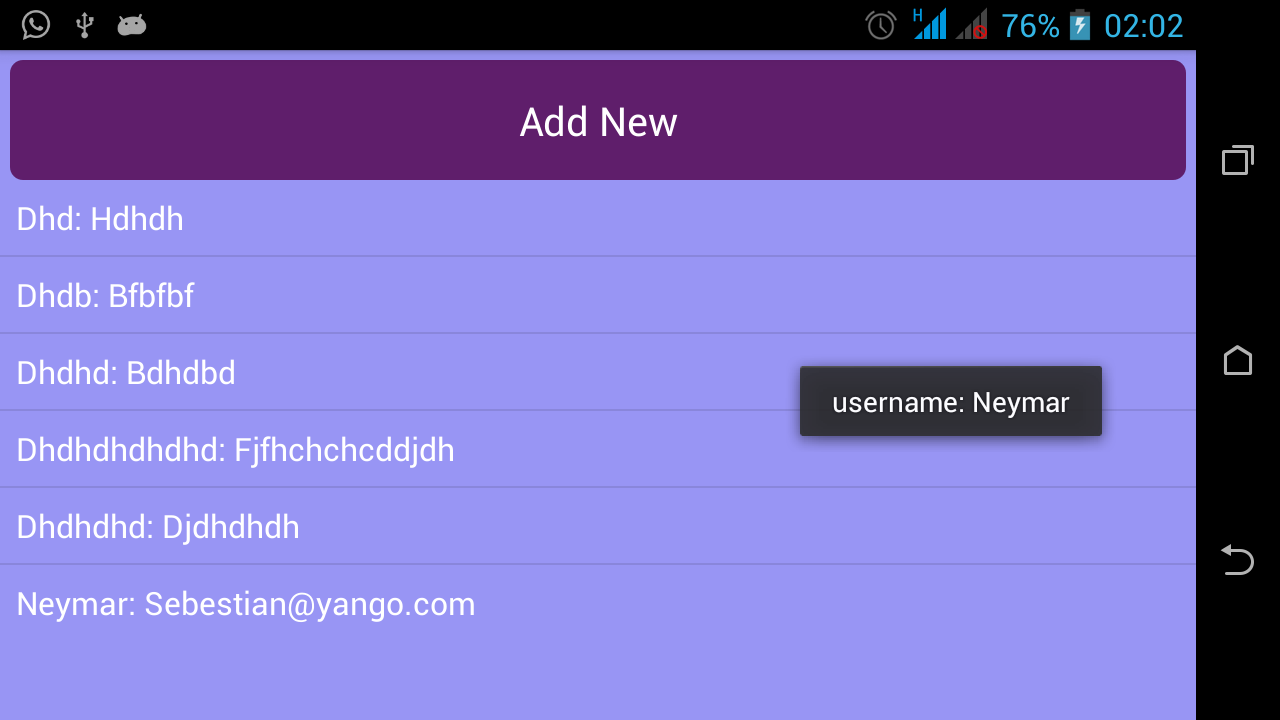 H 76% 02:02
Add New
Dhd: Hdhdh
Dhdb: Bfbfbf
Dhdhd: Bdhdbd
username: Neymar
Dhdhdhdhdhd: Fjfhchchcddjdh
Dhdhdhd: Djdhdhdh
Neymar: Sebestian@yango.com